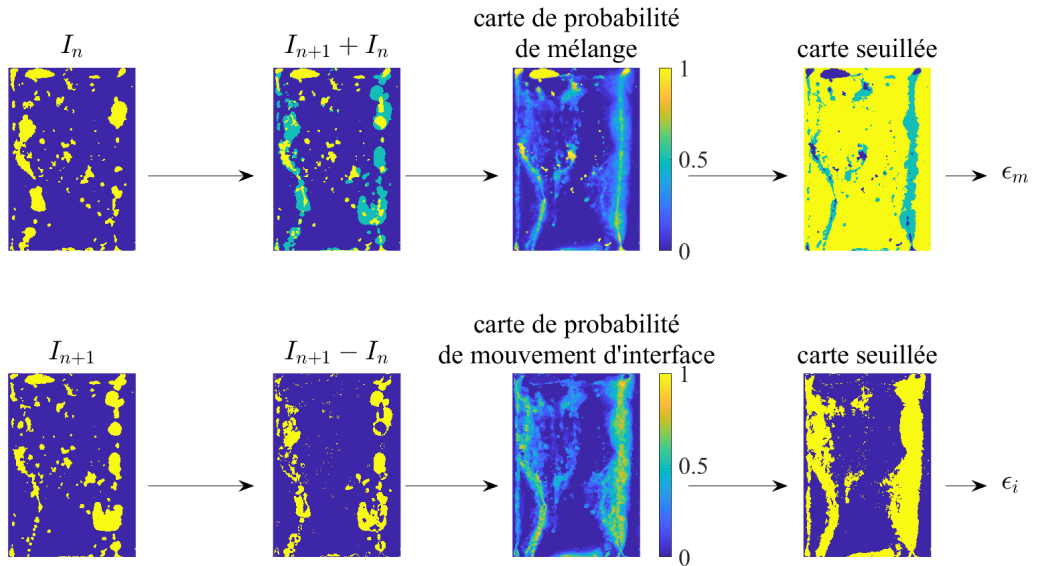 carte de probabilité
de mélange
I_n
I_{n+1} + I_n
carte seuillée
1
0.5
0
ϵ_m
carte de probabilité
de mouvement d'interface
I_{n+1}
I_{n+1} − I_n
carte seuillée
1
0.5
0
ϵ_i